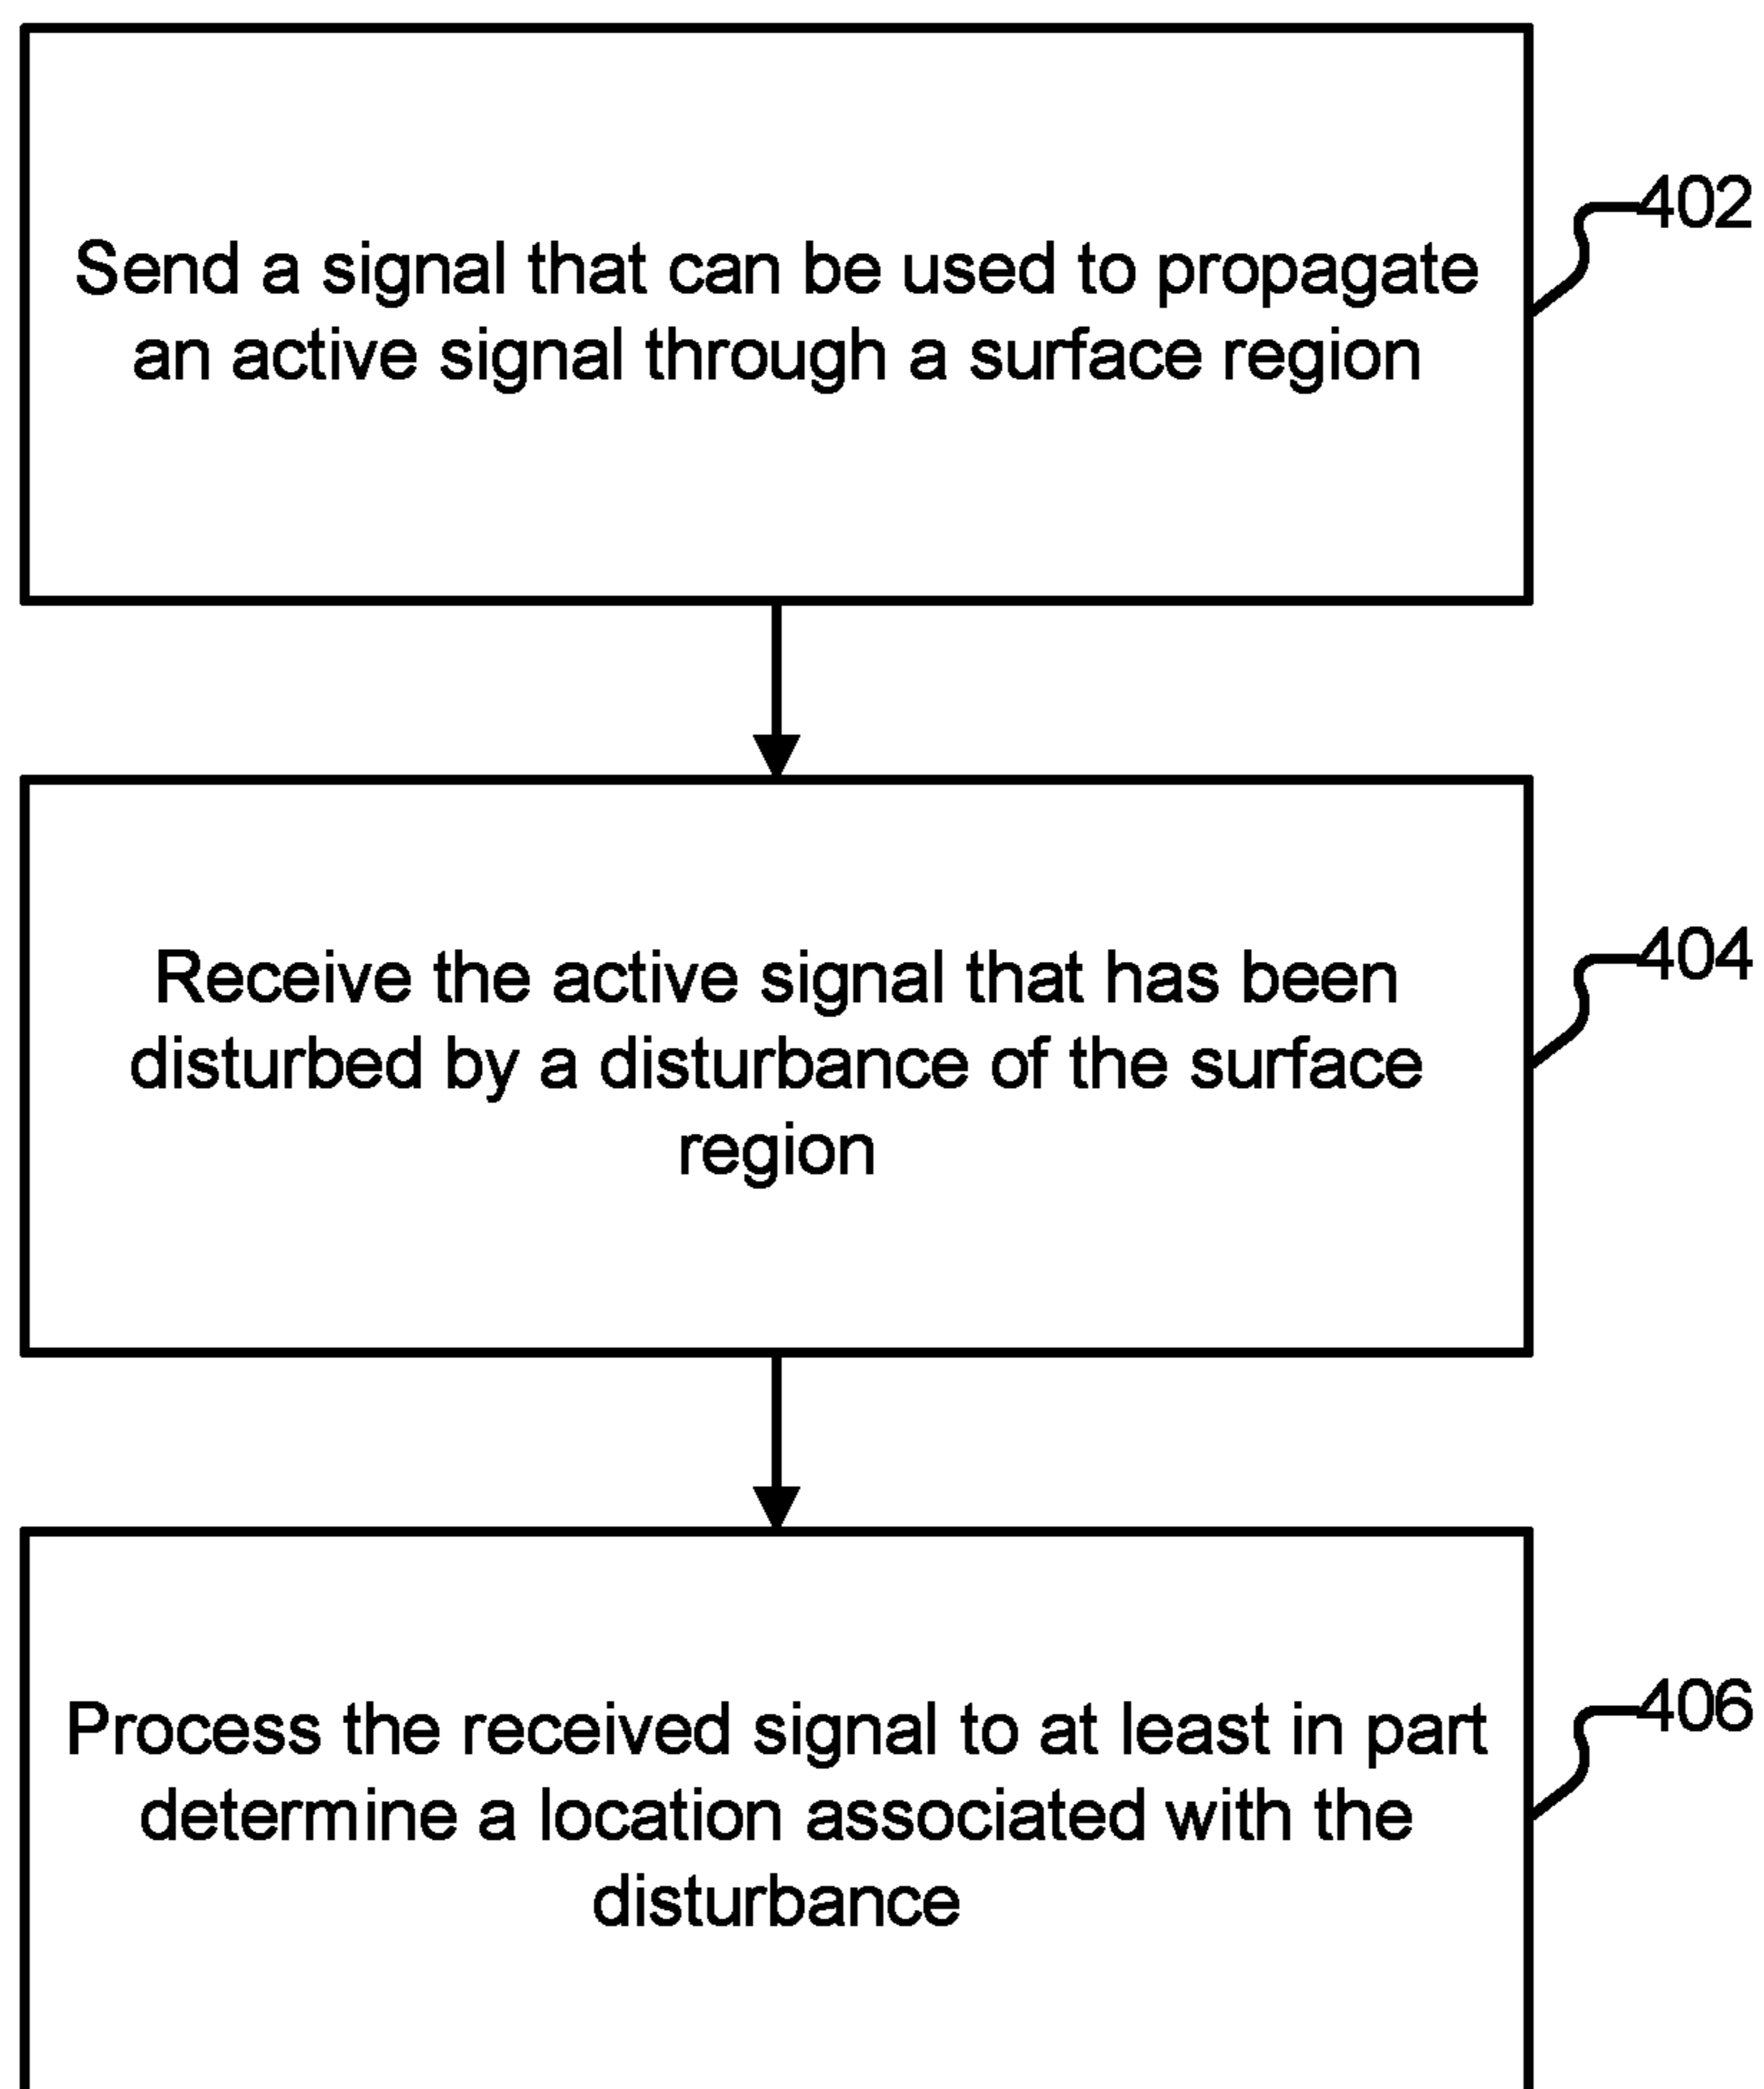 Send a signal that can be used to propagate
an active signal through a surface region
402
Receive the active signal that has been
disturbed by a disturbance of the surface
region
404
Process the received signal to at least in part
determine a location associated with the
disturbance
406